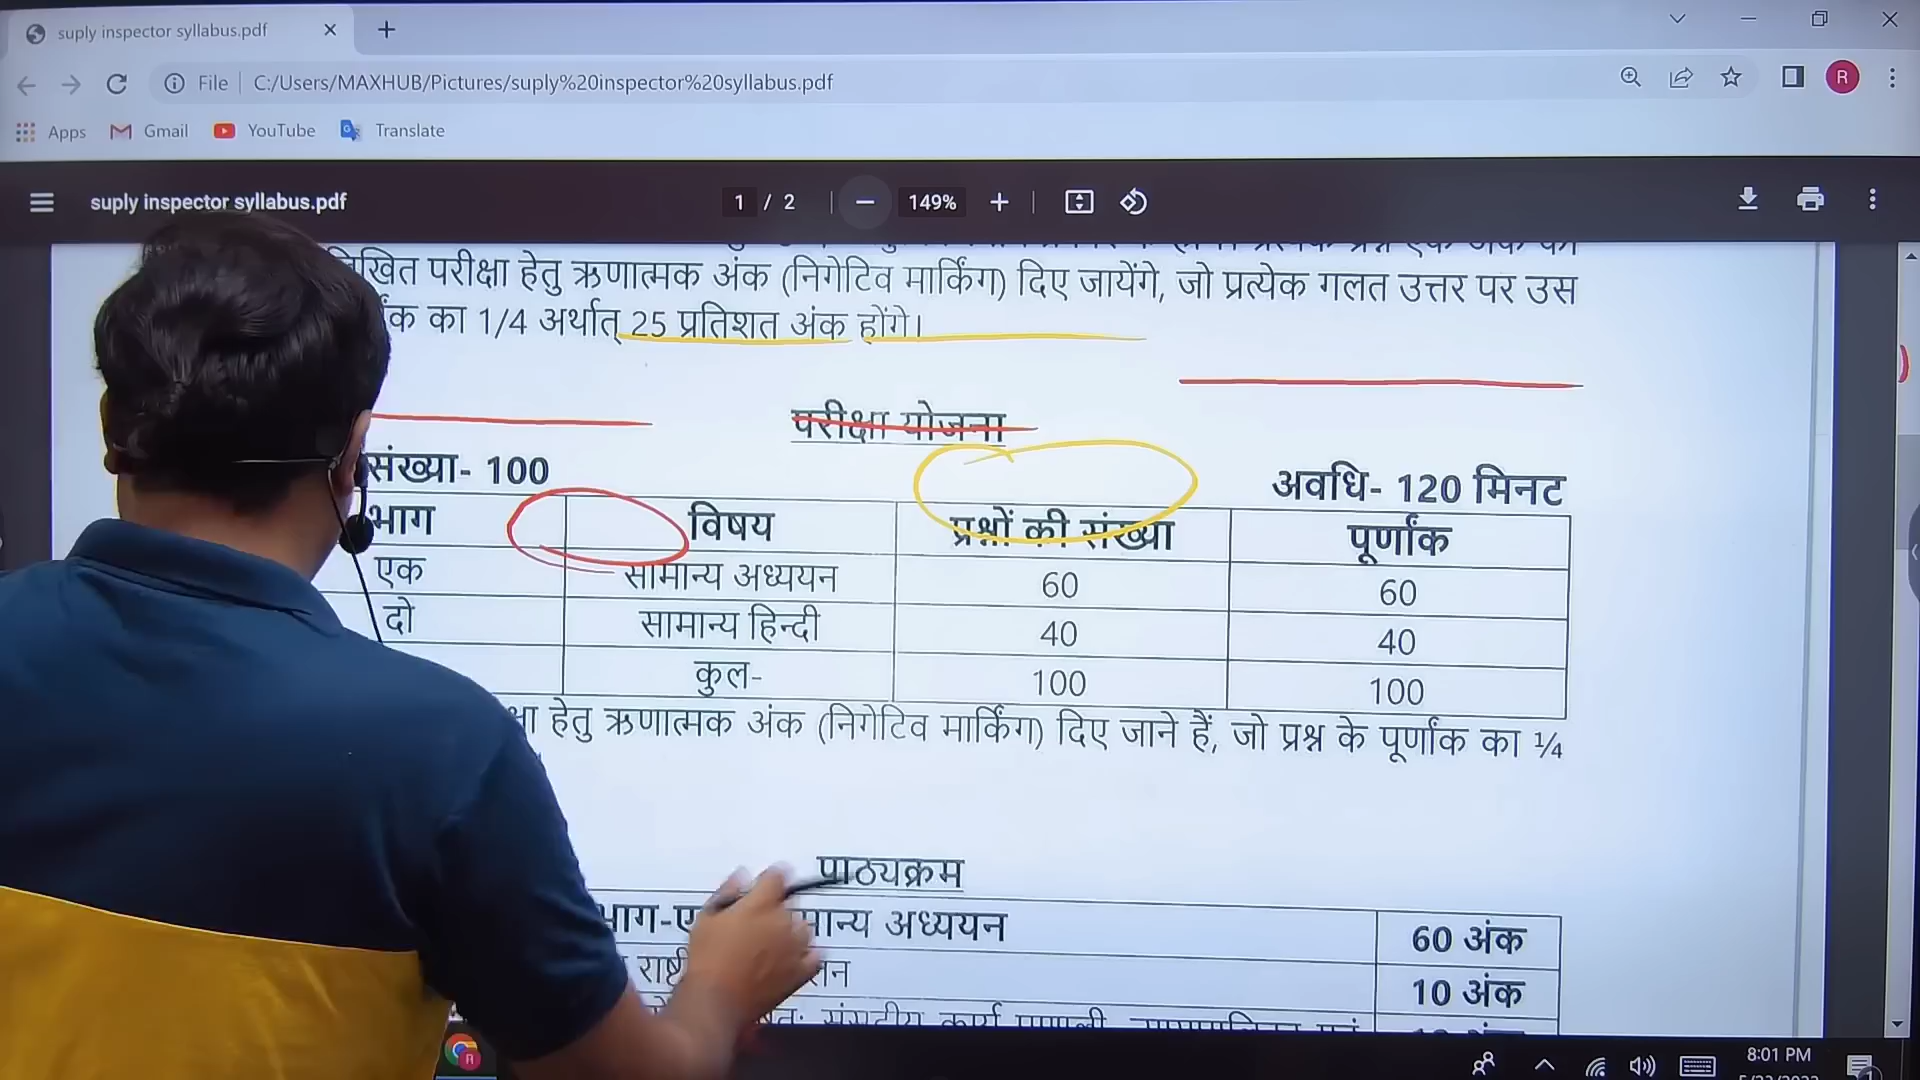 suply inspector syllabus.pdf
File C:/Users/MAXHUB/Pictures/suply%20inspector%20syllabus.pdf R
Apps Gmail YouTube Translate
suply inspector syllabus.pdf 1 / 2 149%
लिखित परीक्षा हेतु ऋणात्मक अंक (निगेटिव मार्किंग) दिए जायेंगे, जो प्रत्येक गलत उत्तर पर उस
का 1/4 अर्थात् 25 प्रतिशत अंक होंगे।
परीक्षा योजना
संख्या- 100 अवधि- 120 मिनट
भाग विषय प्रश्नों की संख्या पूर्णांक
एक सामान्य अध्ययन 60 60
दो सामान्य हिन्दी 40 40
कुल- 100 100
हेतु ऋणात्मक अंक (निगेटिव मार्किंग) दिए जाने हैं, जो प्रश्न के पूर्णांक का ¼
पाठ्यक्रम
अध्ययन 60 अंक
10 अंक
R
8:01 PM